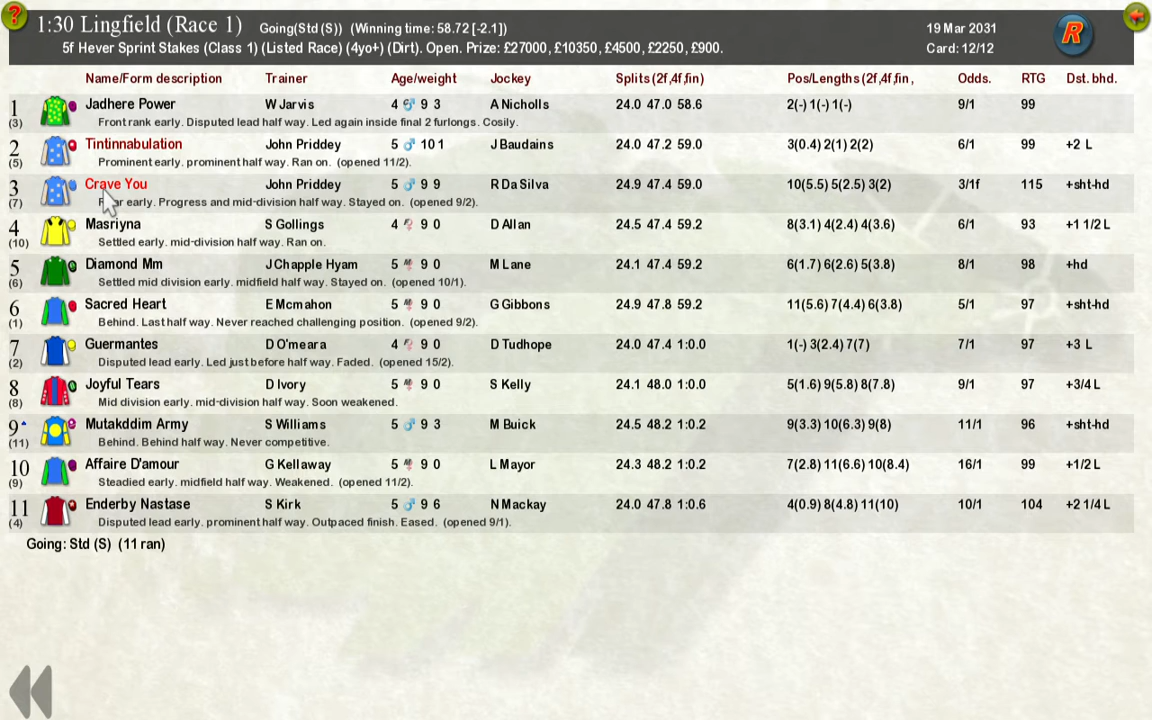 ?
1:30 Lingfield (Race 1) Going(Std (S)) (Winning time: 58.72 [-2.1]) 19 Mar 2031
5f Hever Sprint Stakes (Class 1) (Listed Race) (4yo+) (Dirt). Open. Prize: £27000, £10350, £4500, £2250, £900. Card: 12/12
R
Name/Form description Trainer Age/weight Jockey Splits (2f,4f,fin) Pos/Lengths (2f,4f,fin, Odds. RTG Dst. bhd.
1 Jadhere Power W Jarvis 4 9 3 A Nicholls 24.0 47.0 58.6 2(-) 1(-) 1(-) 9/1 99
(3) Front rank early. Disputed lead half way. Led again inside final 2 furlongs. Cosily.
2 Tintinnabulation John Priddey 5 10 1 J Baudains 24.0 47.2 59.0 3(0.4) 2(1) 2(2) 6/1 99 +2 L
(5) Prominent early. prominent half way. Ran on. (opened 11/2).
3 Crave You John Priddey 5 9 9 R Da Silva 24.9 47.4 59.0 10(5.5) 5(2.5) 3(2) 3/1f 115 +sht-hd
(7) early. Progress and mid-division half way. Stayed on. (opened 9/2).
4 Masriyna S Gollings 4 9 0 D Allan 24.5 47.4 59.2 8(3.1) 4(2.4) 4(3.6) 6/1 93 +1 1/2 L
(10) Settled early. mid-division half way. Ran on.
5 Diamond Mm J Chapple Hyam 5 9 0 M Lane 24.1 47.4 59.2 6(1.7) 6(2.6) 5(3.8) 8/1 98 +hd
(6) Settled mid division early. midfield half way. Stayed on. (opened 10/1).
6 Sacred Heart E Mcmahon 5 9 0 G Gibbons 24.9 47.8 59.2 11(5.6) 7(4.4) 6(3.8) 5/1 97 +sht-hd
(1) Behind. Last half way. Never reached challenging position. (opened 9/2).
7 Guermantes D O'meara 4 9 0 D Tudhope 24.0 47.4 1:0.0 1(-) 3(2.4) 7(7) 7/1 97 +3 L
(2) Disputed lead early. Led just before half way. Faded. (opened 15/2).
8 Joyful Tears D Ivory 5 9 0 S Kelly 24.1 48.0 1:0.0 5(1.6) 9(5.8) 8(7.8) 9/1 97 +3/4 L
(8) Mid division early. mid-division half way. Soon weakened.
9 Mutakddim Army S Williams 5 9 3 M Buick 24.5 48.2 1:0.2 9(3.3) 10(6.3) 9(8) 11/1 96 +sht-hd
(11) Behind. Behind half way. Never competitive.
10 Affaire D'amour G Kellaway 5 9 0 L Mayor 24.3 48.2 1:0.2 7(2.8) 11(6.6) 10(8.4) 16/1 99 +1/2 L
(9) Steadied early. midfield half way. Weakened. (opened 11/2).
11 Enderby Nastase S Kirk 5 9 6 N Mackay 24.0 47.8 1:0.6 4(0.9) 8(4.8) 11(10) 10/1 104 +2 1/4 L
(4) Disputed lead early. prominent half way. Outpaced finish. Eased. (opened 9/1).
Going: Std (S) (11 ran)